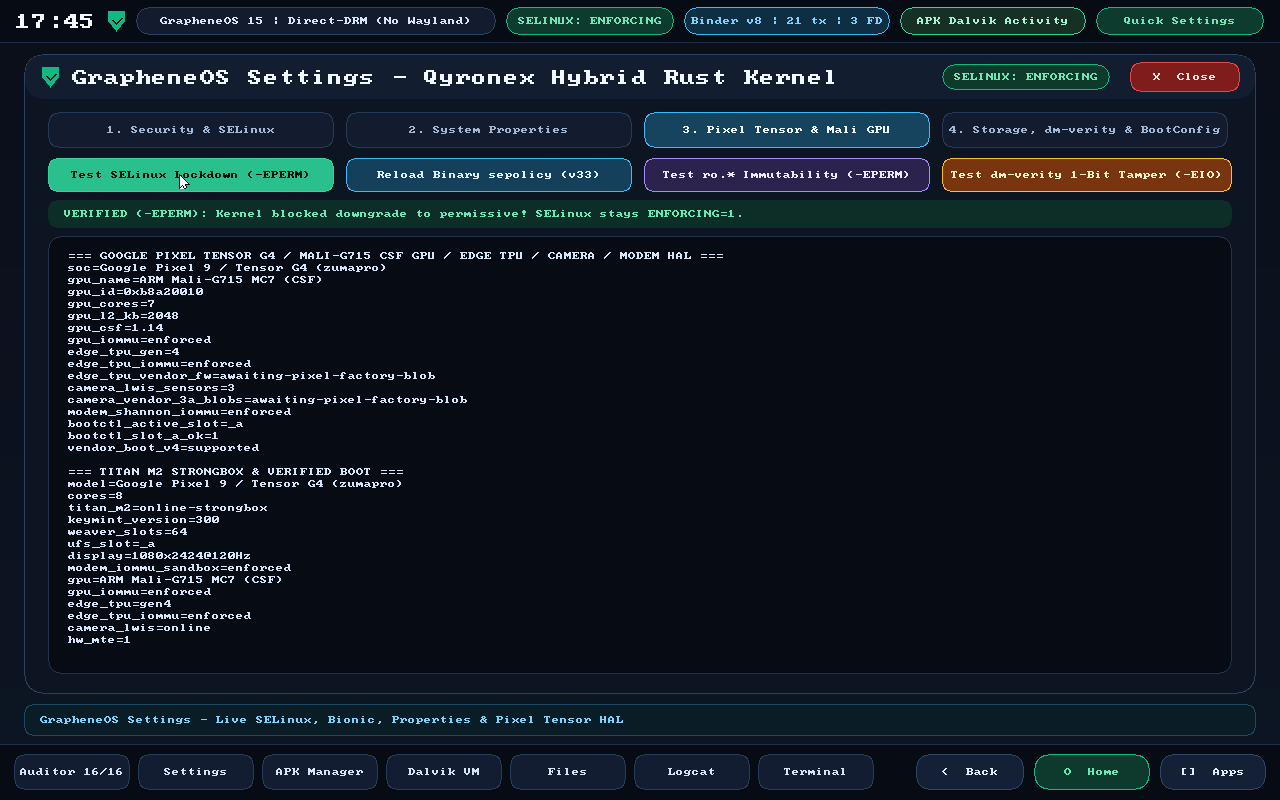 17:45
GrapheneOS 15 | Direct-DRM (No Wayland)
SELINUX: ENFORCING
Binder v8 | 21 tx | 3 FD
APK Dalvik Activity
Quick Settings
GrapheneOS Settings - Qyronex Hybrid Rust Kernel
SELINUX: ENFORCING
X Close
1. Security & SELinux
2. System Properties
3. Pixel Tensor & Mali GPU
4. Storage, dm-verity & BootConfig
Test SELinux Lockdown (-EPERM)
Reload Binary sepolicy (v33)
Test ro.* Immutability (-EPERM)
Test dm-verity 1-Bit Tamper (-EIO)
VERIFIED (-EPERM): Kernel blocked downgrade to permissive! SELinux stays ENFORCING=1.
=== GOOGLE PIXEL TENSOR G4 / MALI-G715 CSF GPU / EDGE TPU / CAMERA / MODEM HAL ===
soc=Google Pixel 9 / Tensor G4 (zumapro)
gpu_name=ARM Mali-G715 MC7 (CSF)
gpu_id=0xb8a20010
gpu_cores=7
gpu_l2_kb=2048
gpu_csf=1.14
gpu_iommu=enforced
edge_tpu_gen=4
edge_tpu_iommu=enforced
edge_tpu_vendor_fw=awaiting-pixel-factory-blob
camera_lwis_sensors=3
camera_vendor_3a_blobs=awaiting-pixel-factory-blob
modem_shannon_iommu=enforced
bootctl_active_slot=_a
bootctl_slot_a_ok=1
vendor_boot_v4=supported
=== TITAN M2 STRONGBOX & VERIFIED BOOT ===
model=Google Pixel 9 / Tensor G4 (zumapro)
cores=8
titan_m2=online-strongbox
keymint_version=300
weaver_slots=64
ufs_slot=_a
display=1080x2424@120Hz
modem_iommu_sandbox=enforced
gpu=ARM Mali-G715 MC7 (CSF)
gpu_iommu=enforced
edge_tpu=gen4
edge_tpu_iommu=enforced
camera_lwis=online
hw_mte=1
GrapheneOS Settings - Live SELinux, Bionic, Properties & Pixel Tensor HAL
Auditor 16/16
Settings
APK Manager
Dalvik VM
Files
Logcat
Terminal
< Back
O Home
[] Apps